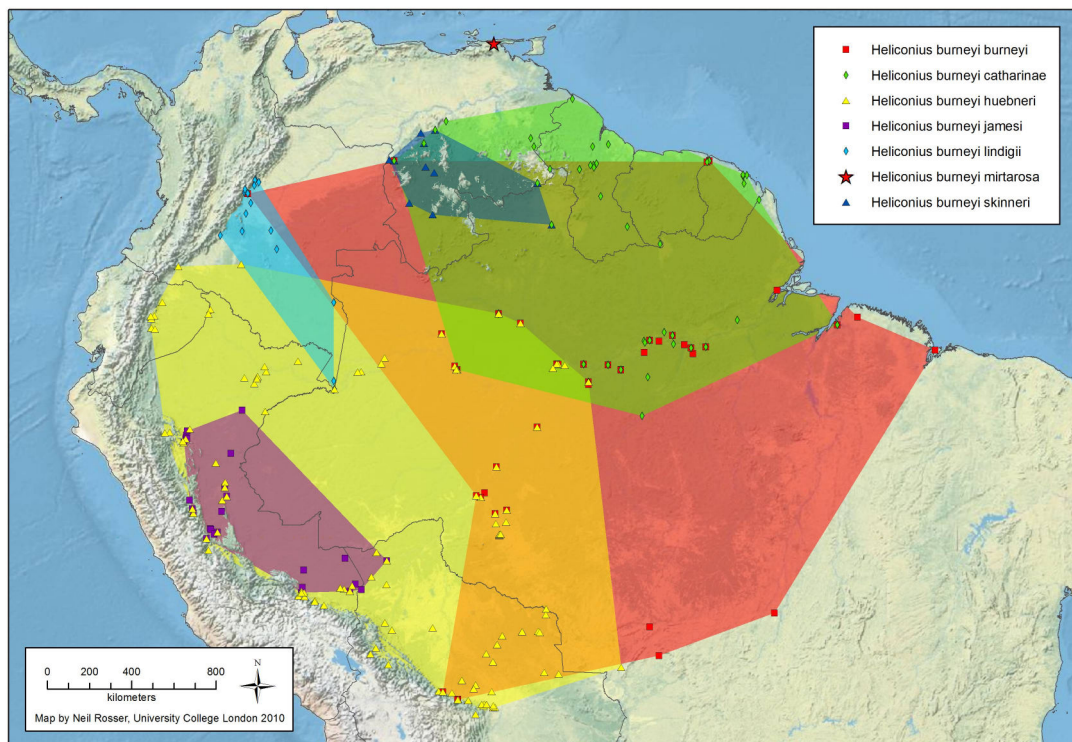 Heliconius burneyi burneyi
Heliconius burneyi catharinae
Heliconius burneyi huebneri
Heliconius burneyi jamesi
Heliconius burneyi lindigii
Heliconius burneyi mirtarosa
Heliconius burneyi skinneri
0 200 400 600 800
kilometers
N
Map by Neil Rosser, University College London 2010